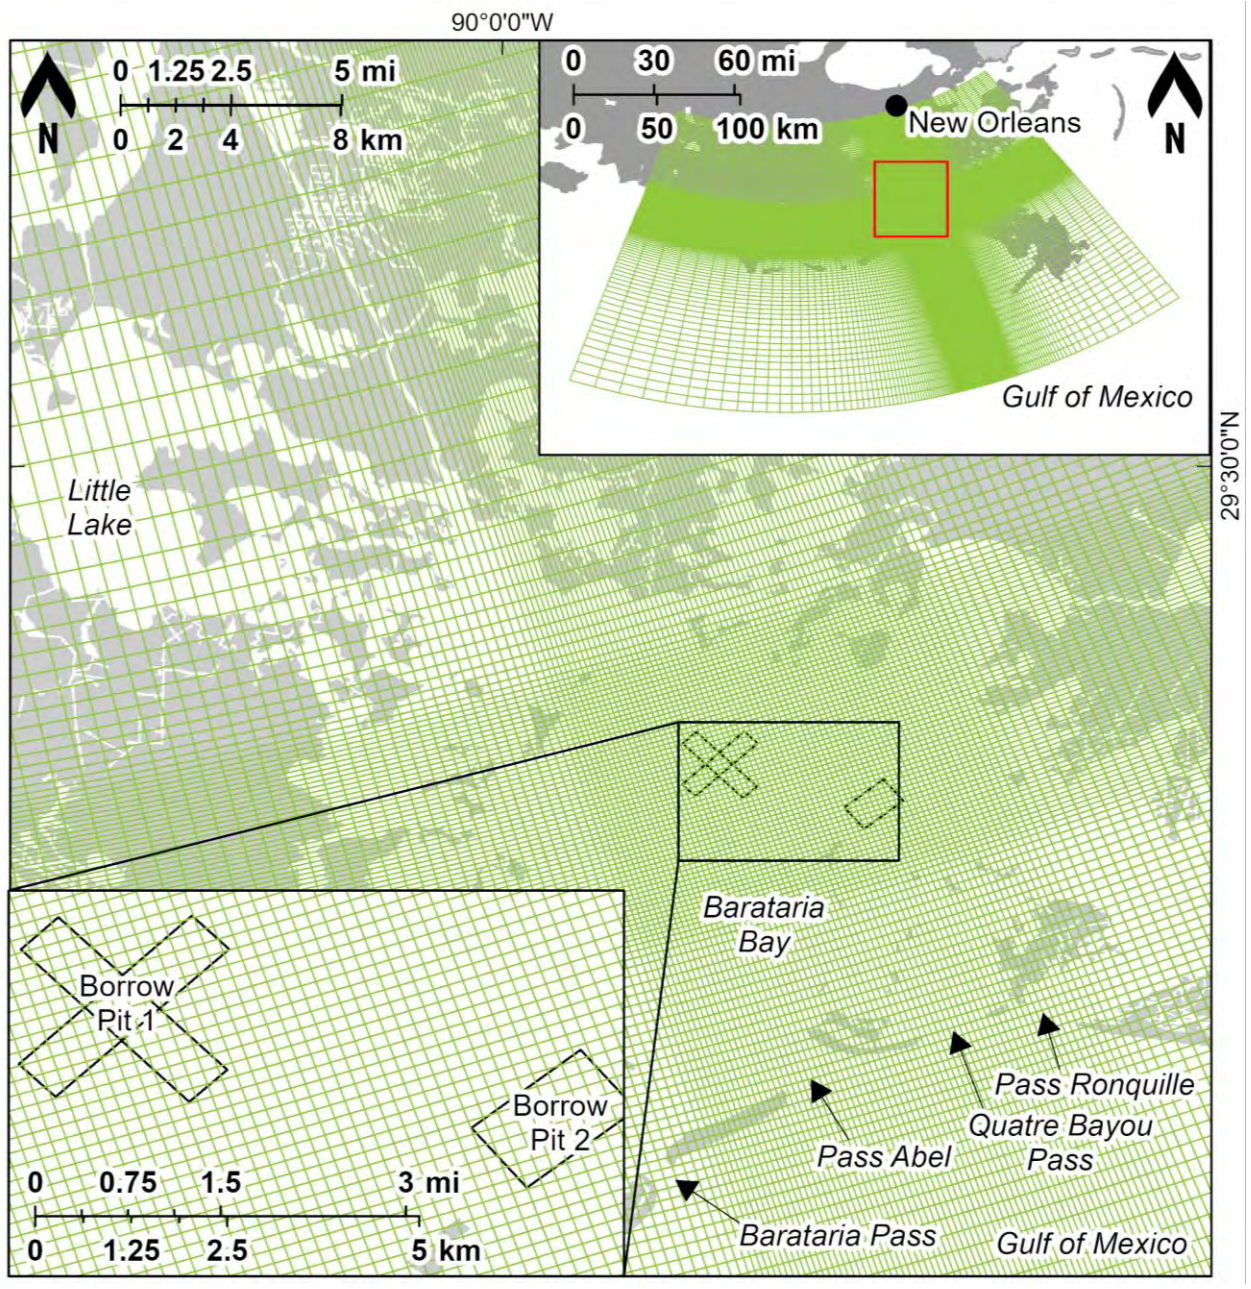 90°0'0"W
0 1.25 2.5 5 mi
0 2 4 8 km
N
0 30 60 mi
0 50 100 km
New Orleans
N
Gulf of Mexico
29°30'0"N
Little
Lake
Barataria
Bay
Borrow
Pit 1
Borrow
Pit 2
0 0.75 1.5 3 mi
0 1.25 2.5 5 km
Pass Ronquille
Quatre Bayou
Pass
Pass Abel
Barataria Pass
Gulf of Mexico